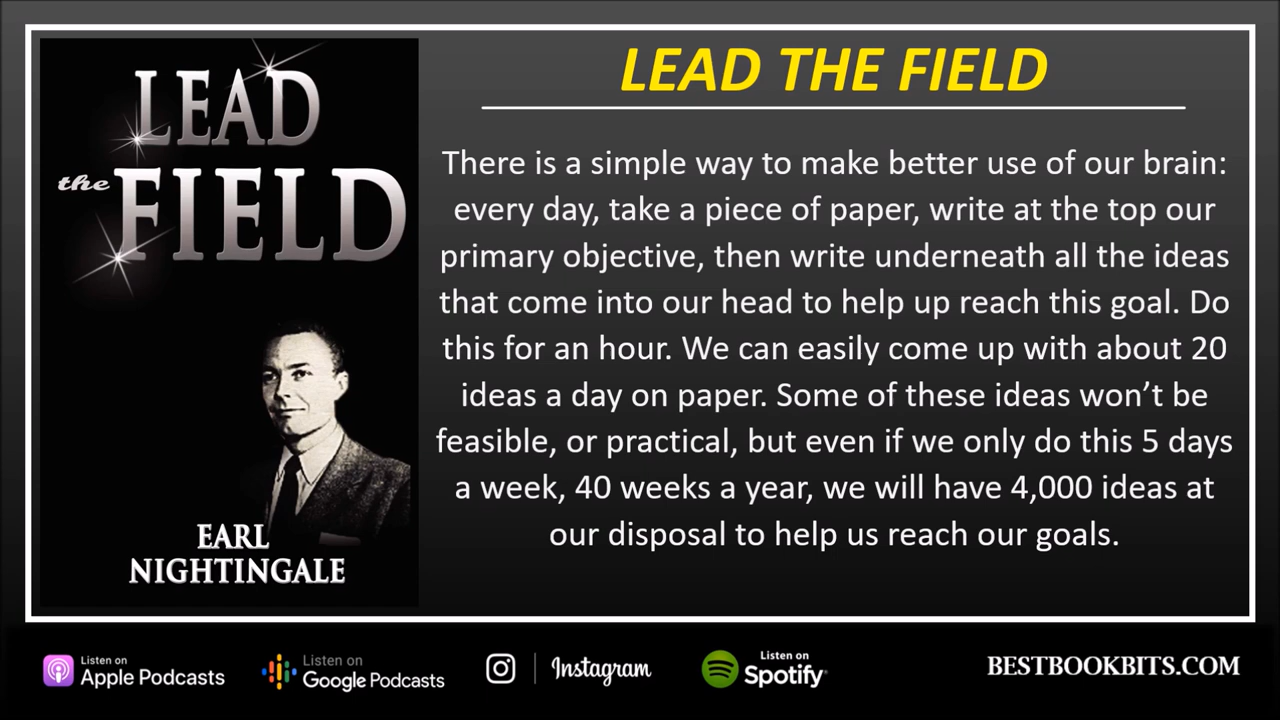 LEAD
the FIELD
EARL
NIGHTINGALE
LEAD THE FIELD
There is a simple way to make better use of our brain:
every day, take a piece of paper, write at the top our
primary objective, then write underneath all the ideas
that come into our head to help up reach this goal. Do
this for an hour. We can easily come up with about 20
ideas a day on paper. Some of these ideas won’t be
feasible, or practical, but even if we only do this 5 days
a week, 40 weeks a year, we will have 4,000 ideas at
our disposal to help us reach our goals.
Listen on
Apple Podcasts
Listen on
Google Podcasts
Instagram
Listen on
Spotify
BESTBOOKBITS.COM